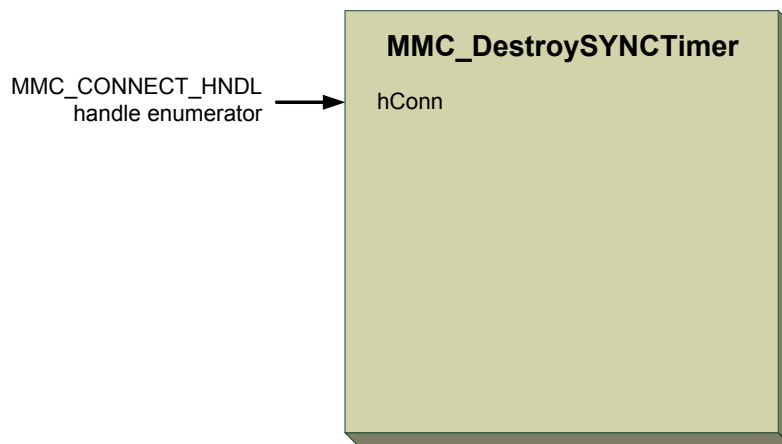 MMC_DestroySYNCTimer
MMC_CONNECT_HNDL
handle enumerator
hConn